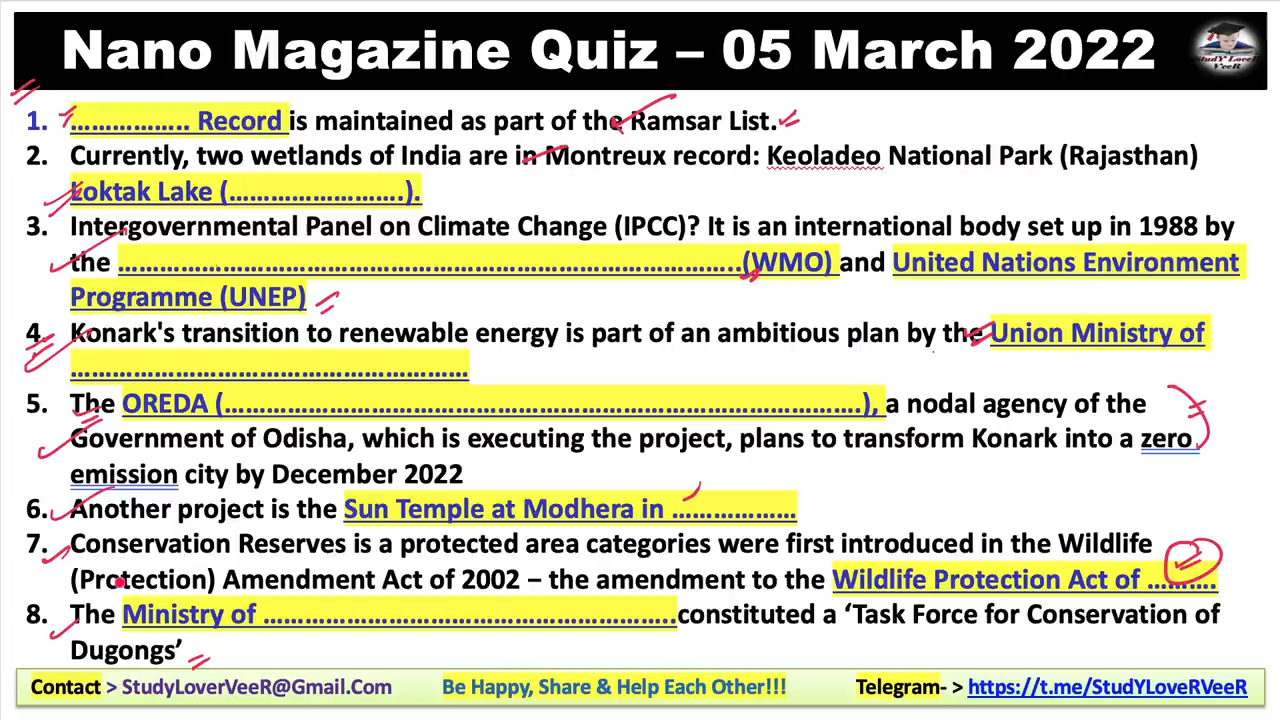 Nano Magazine Quiz – 05 March 2022
StudY LoveR
VeeR
1. …………….. Record is maintained as part of the Ramsar List.
2. Currently, two wetlands of India are in Montreux record: Keoladeo National Park (Rajasthan)
Loktak Lake (…………………….).
3. Intergovernmental Panel on Climate Change (IPCC)? It is an international body set up in 1988 by
the ……………………………………………………………………………..(WMO) and United Nations Environment
Programme (UNEP)
4. Konark's transition to renewable energy is part of an ambitious plan by the Union Ministry of
…………………………………………………
5. The OREDA (……………………………………………………………………………….), a nodal agency of the
Government of Odisha, which is executing the project, plans to transform Konark into a zero
emission city by December 2022
6. Another project is the Sun Temple at Modhera in ………………
7. Conservation Reserves is a protected area categories were first introduced in the Wildlife
(Protection) Amendment Act of 2002 – the amendment to the Wildlife Protection Act of ……….
8. The Ministry of …………………………………………………..constituted a ‘Task Force for Conservation of
Dugongs’
Contact > StudyLoverVeeR@Gmail.Com Be Happy, Share & Help Each Other!!! Telegram- > https://t.me/StudYLoveRVeeR